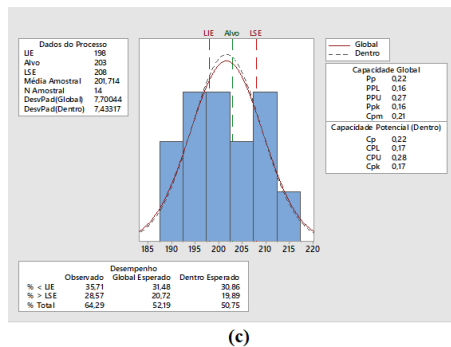 LIE Alvo LSE
Dados do Processo
LIE 198
Alvo 203
LSE 208
Média Amostral 201,714
N Amostral 14
DesvPad(Global) 7,70044
DesvPad(Dentro) 7,43317
Global
Dentro
Capacidade Global
Pp 0,22
PPL 0,16
PPU 0,27
Ppk 0,16
Cpm 0,21
Capacidade Potencial (Dentro)
Cp 0,22
CPL 0,17
CPU 0,28
Cpk 0,17
185 190 195 200 205 210 215 220
Desempenho
Observado Global Esperado Dentro Esperado
% < LIE 35,71 31,48 30,86
% > LSE 28,57 20,72 19,89
% Total 64,29 52,19 50,75
(c)